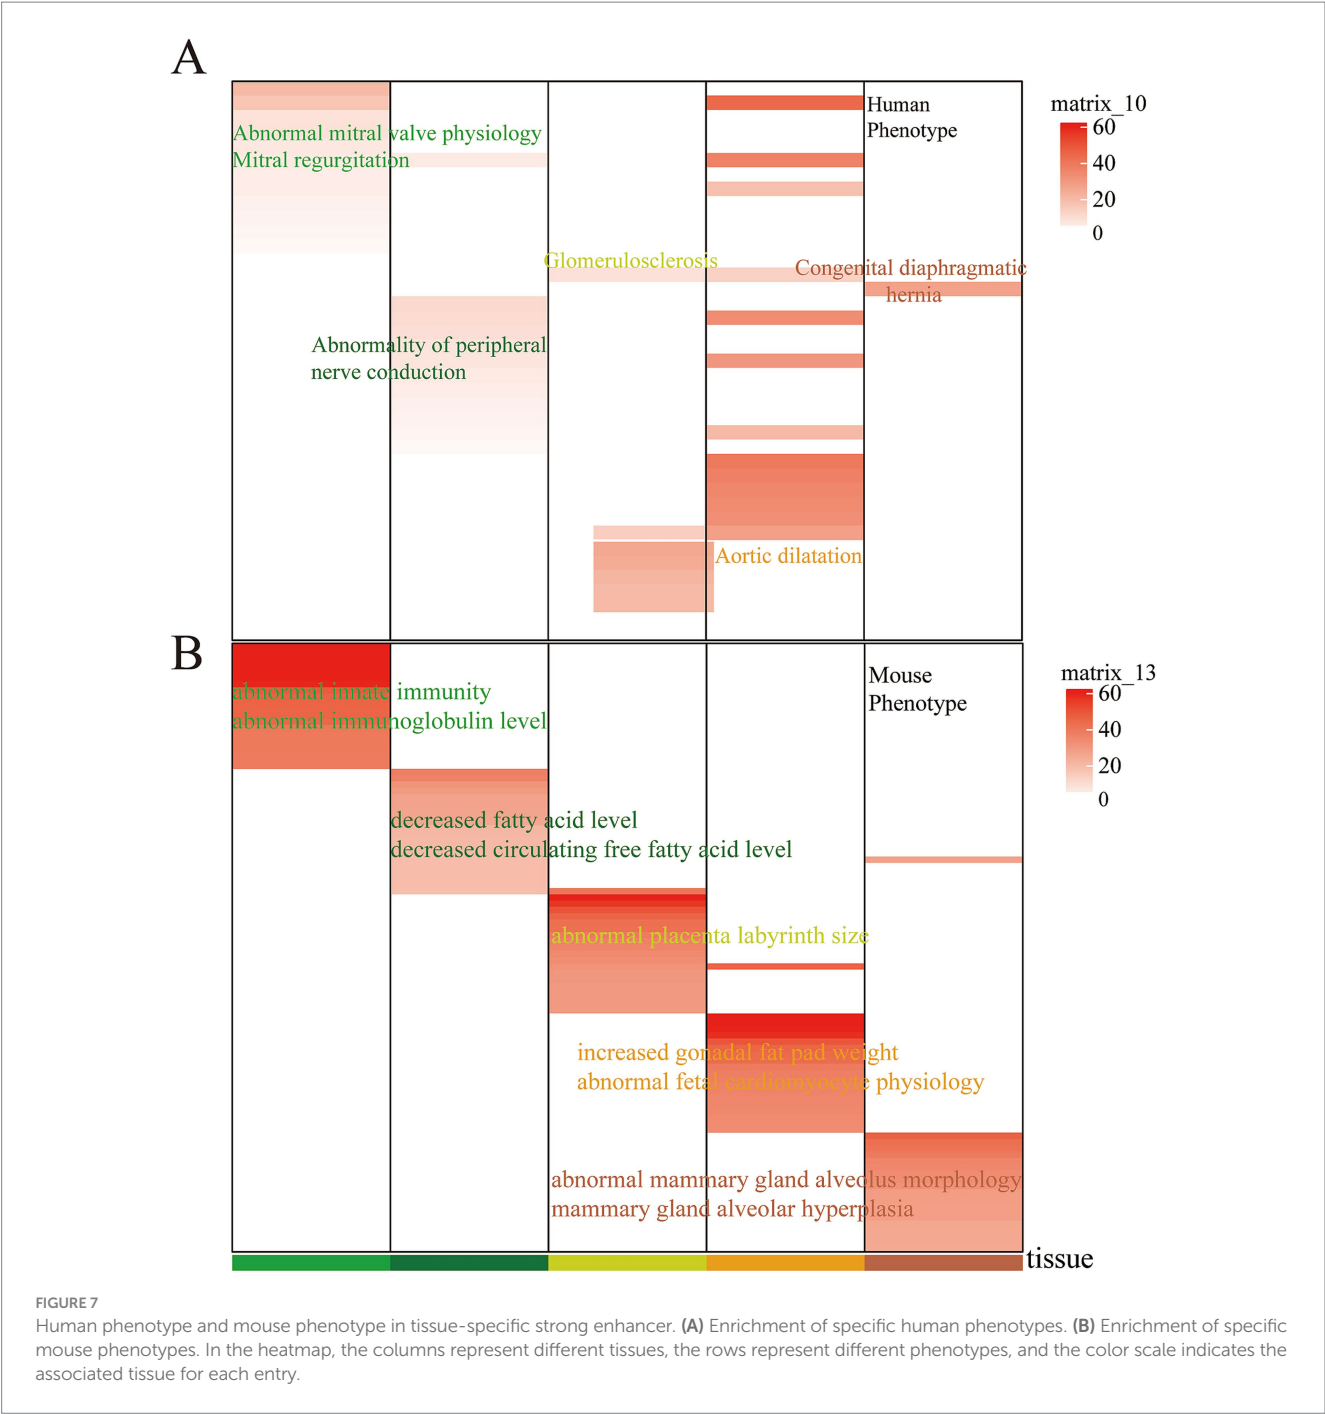 A
Human
Phenotype
matrix_10
60
40
20
0
Abnormal mitral valve physiology
Mitral regurgitation
Glomerulosclerosis
Congenital diaphragmatic
hernia
Abnormality of peripheral
nerve conduction
Aortic dilatation
B
Mouse
Phenotype
matrix_13
60
40
20
0
abnormal innate immunity
abnormal immunoglobulin level
decreased fatty acid level
decreased circulating free fatty acid level
abnormal placenta labyrinth size
increased gonadal fat pad weight
abnormal fetal cardiomyocyte physiology
abnormal mammary gland alveolus morphology
mammary gland alveolar hyperplasia
tissue
FIGURE 7
Human phenotype and mouse phenotype in tissue-specific strong enhancer. (A) Enrichment of specific human phenotypes. (B) Enrichment of specific
mouse phenotypes. In the heatmap, the columns represent different tissues, the rows represent different phenotypes, and the color scale indicates the
associated tissue for each entry.